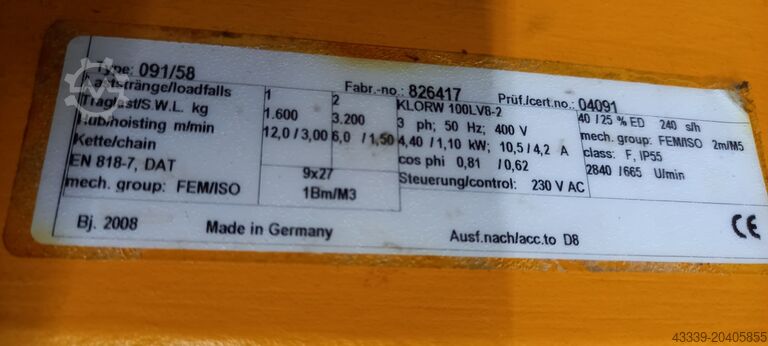 Type: 091/58 Fabr.-no.: 826417 Prüf./cert.no.: 04091
Laststränge/loadfalls 1 2 KLORW 100LV8-2 40 / 25 % ED 240 s/h
Traglast/S.W.L. kg 1.600 3.200 3 ph; 50 Hz; 400 V mech. group: FEM/ISO 2m/M5
Hub/hoisting m/min 12,0 / 3,00 6,0 / 1,50 4,40 / 1,10 kW; 10,5 / 4,2 A class: F, IP55
Kette/chain 9x27 cos phi 0,81 / 0,62 2840 / 665 U/min
EN 818-7, DAT Steuerung/control: 230 V AC
mech. group: FEM/ISO 1Bm/M3
Bj. 2008 Made in Germany Ausf.nach/acc.to D8 CE
43339-20405855